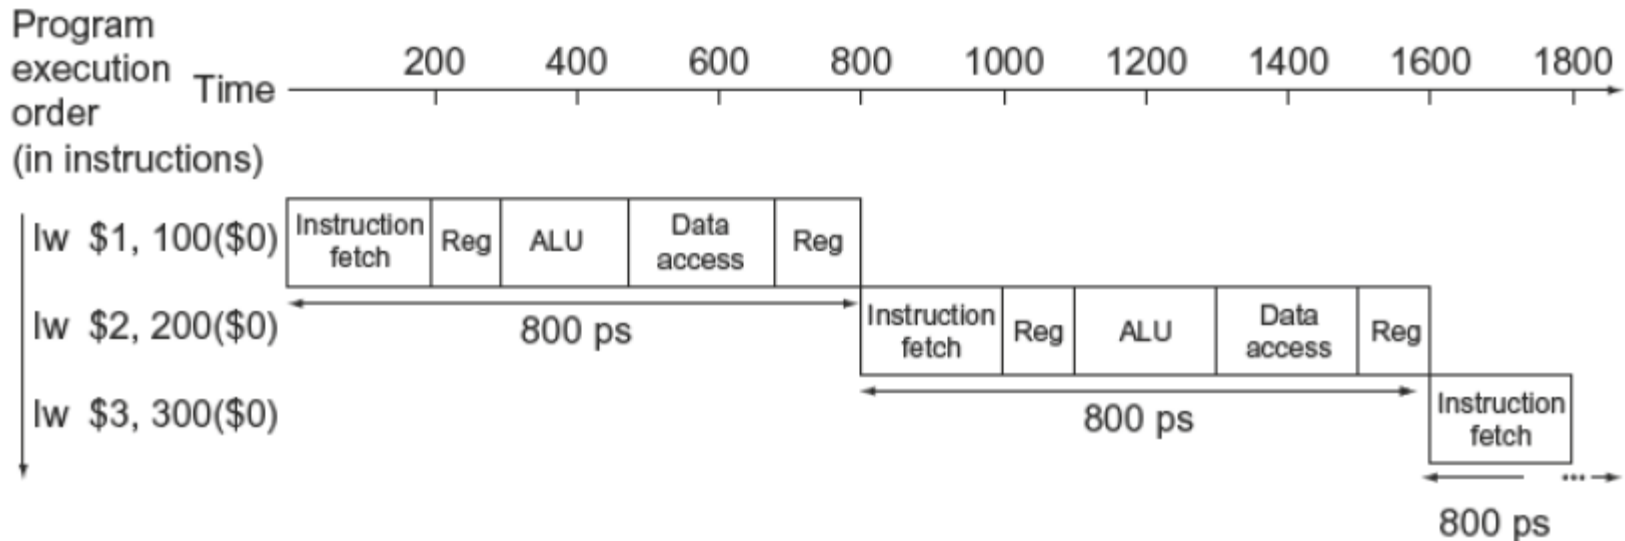 Program
execution
order
(in instructions)
Time
200 400 600 800 1000 1200 1400 1600 1800
lw $1, 100($0)
Instruction
fetch
Reg
ALU
Data
access
Reg
800 ps
lw $2, 200($0)
Instruction
fetch
Reg
ALU
Data
access
Reg
800 ps
lw $3, 300($0)
Instruction
fetch
...
800 ps